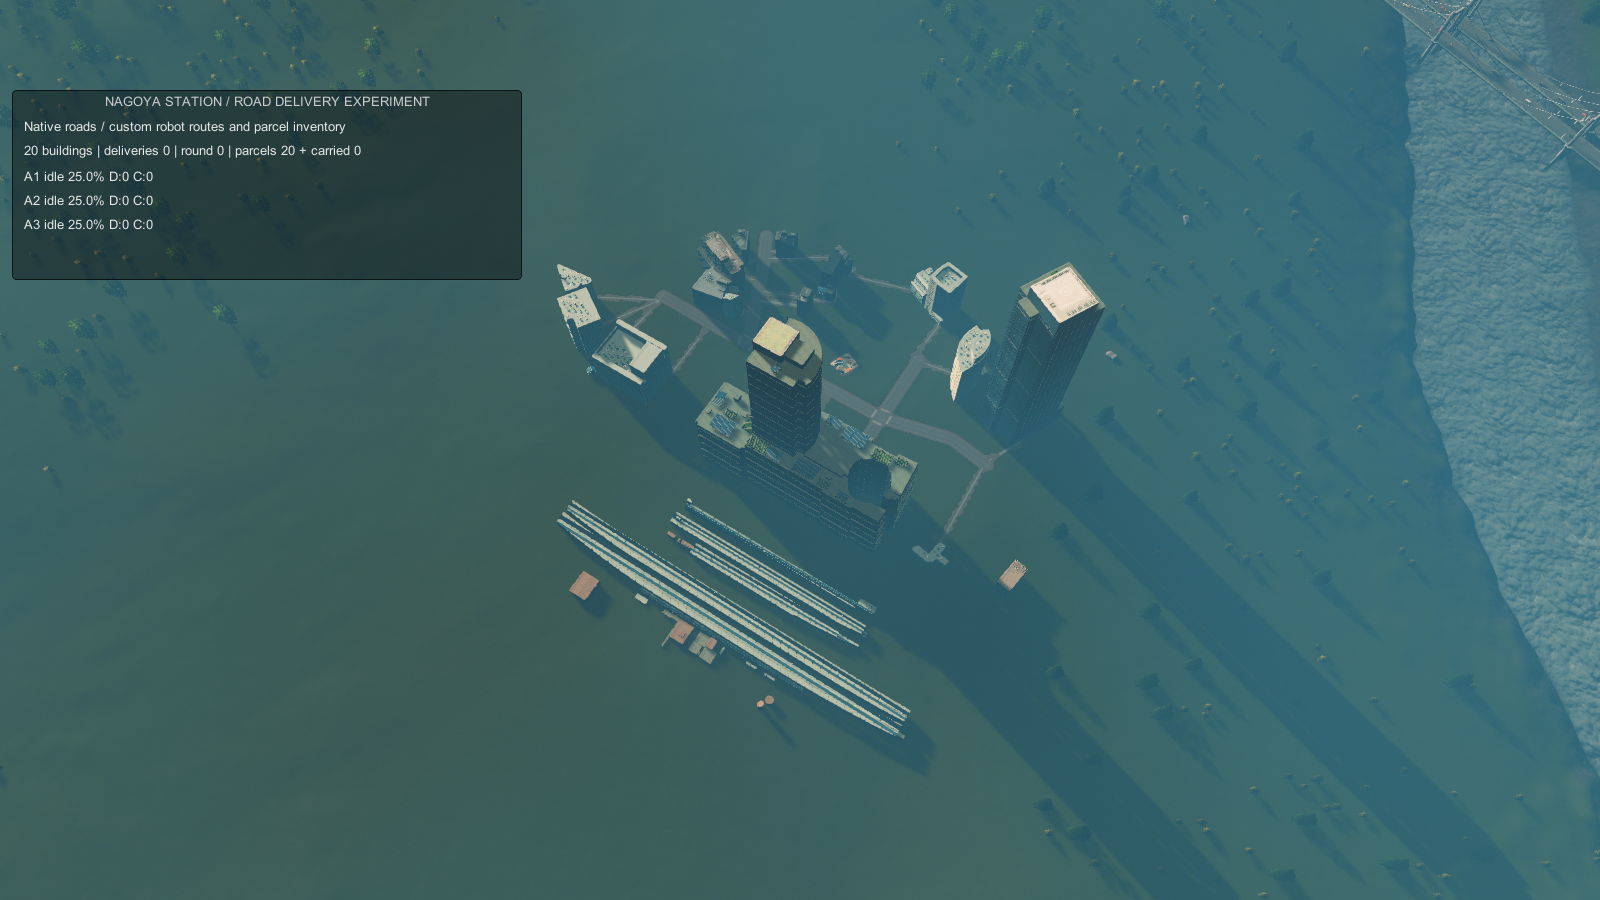 NAGOYA STATION / ROAD DELIVERY EXPERIMENT
Native roads / custom robot routes and parcel inventory
20 buildings | deliveries 0 | round 0 | parcels 20 + carried 0
A1 idle 25.0% D:0 C:0
A2 idle 25.0% D:0 C:0
A3 idle 25.0% D:0 C:0